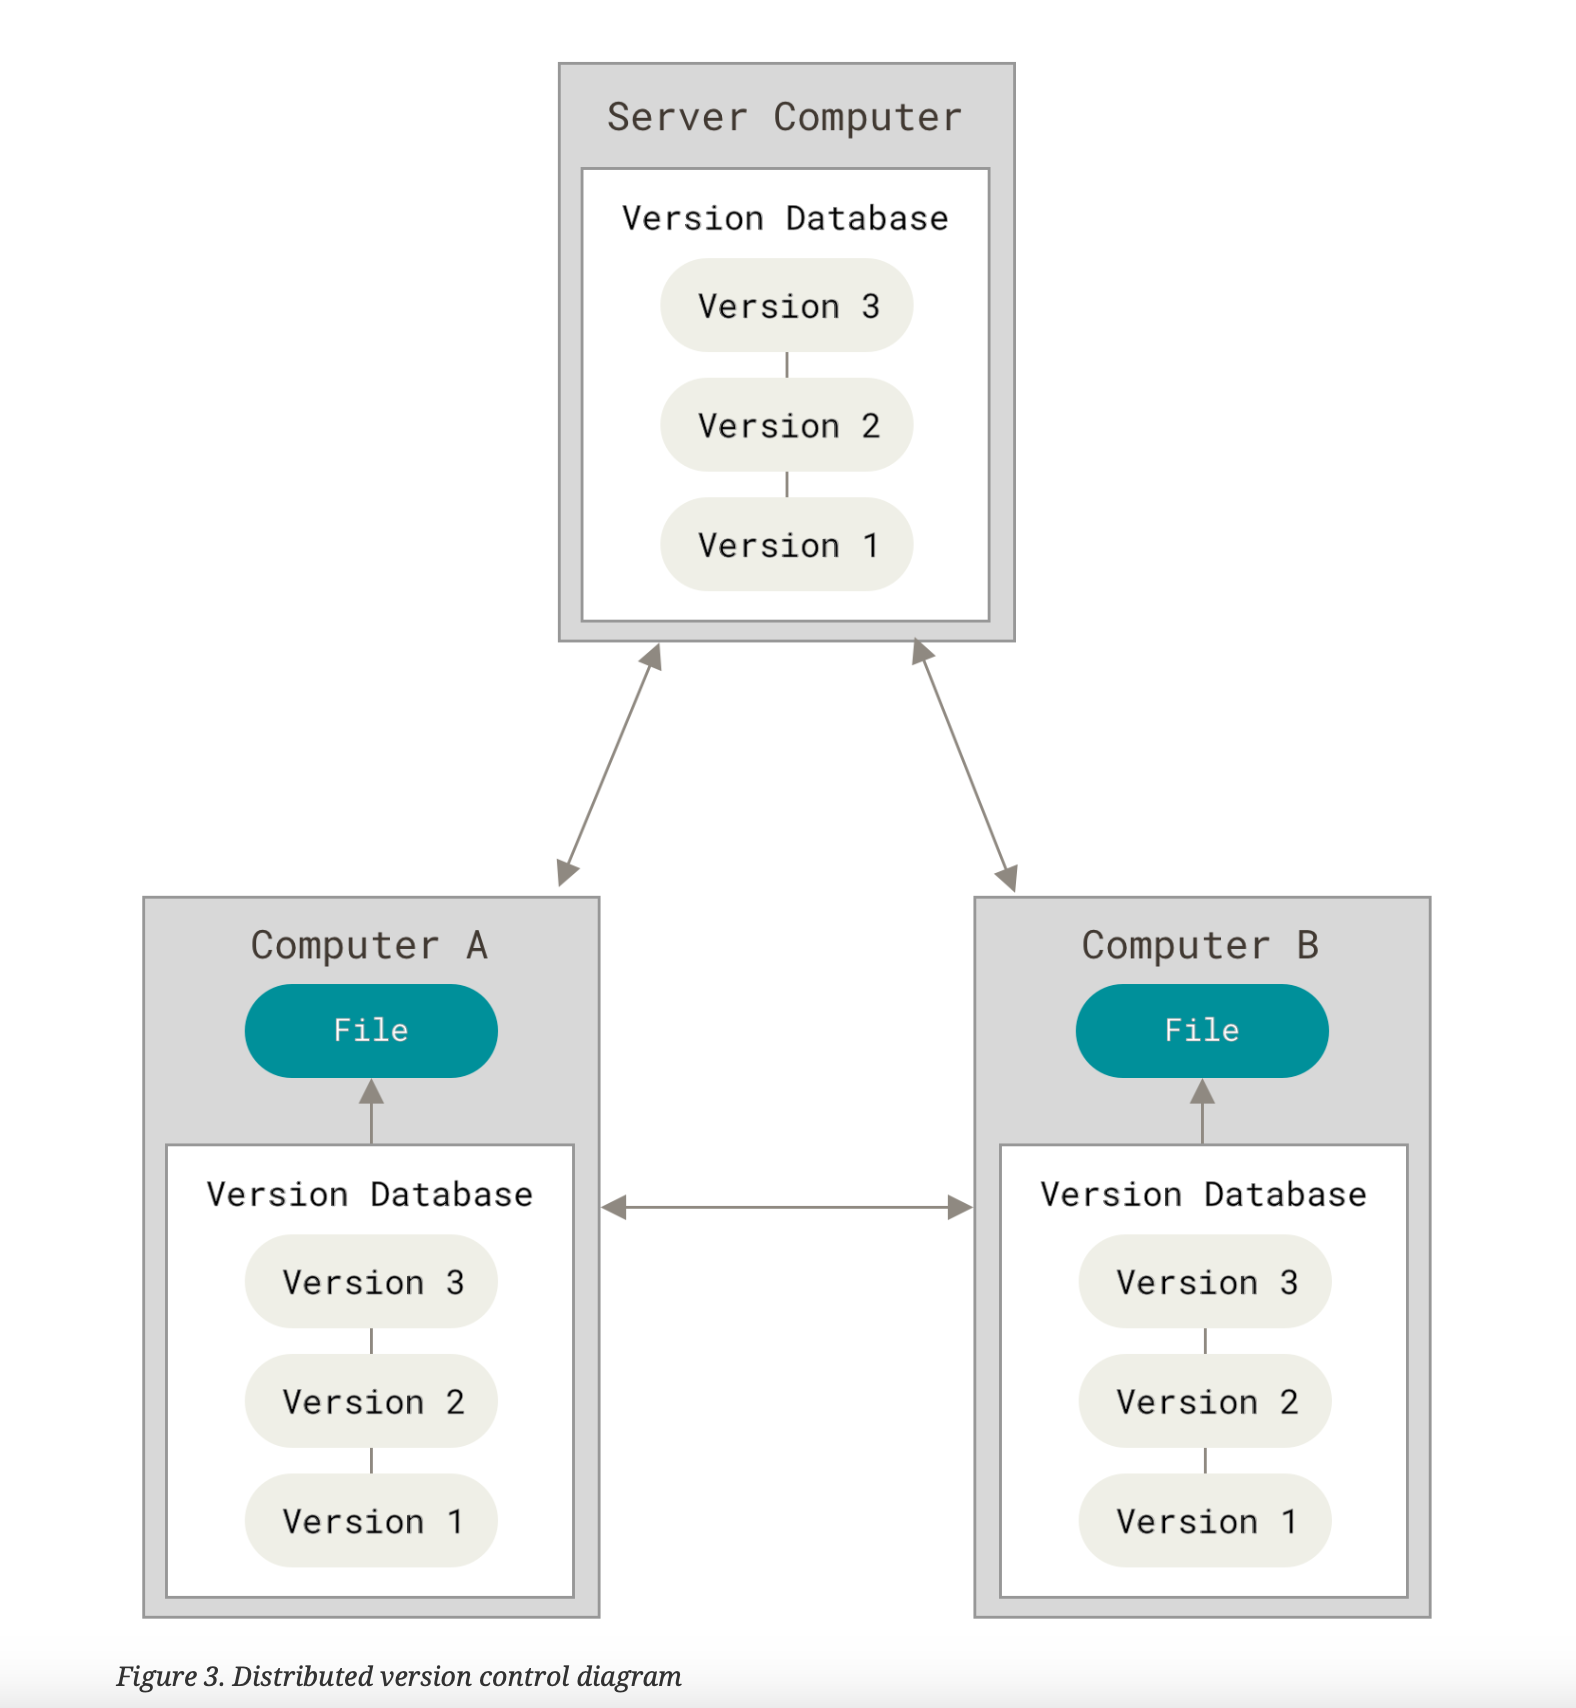 Server Computer
Version Database
Version 3
Version 2
Version 1
Computer A
File
Version Database
Version 3
Version 2
Version 1
Computer B
File
Version Database
Version 3
Version 2
Version 1
Figure 3. Distributed version control diagram